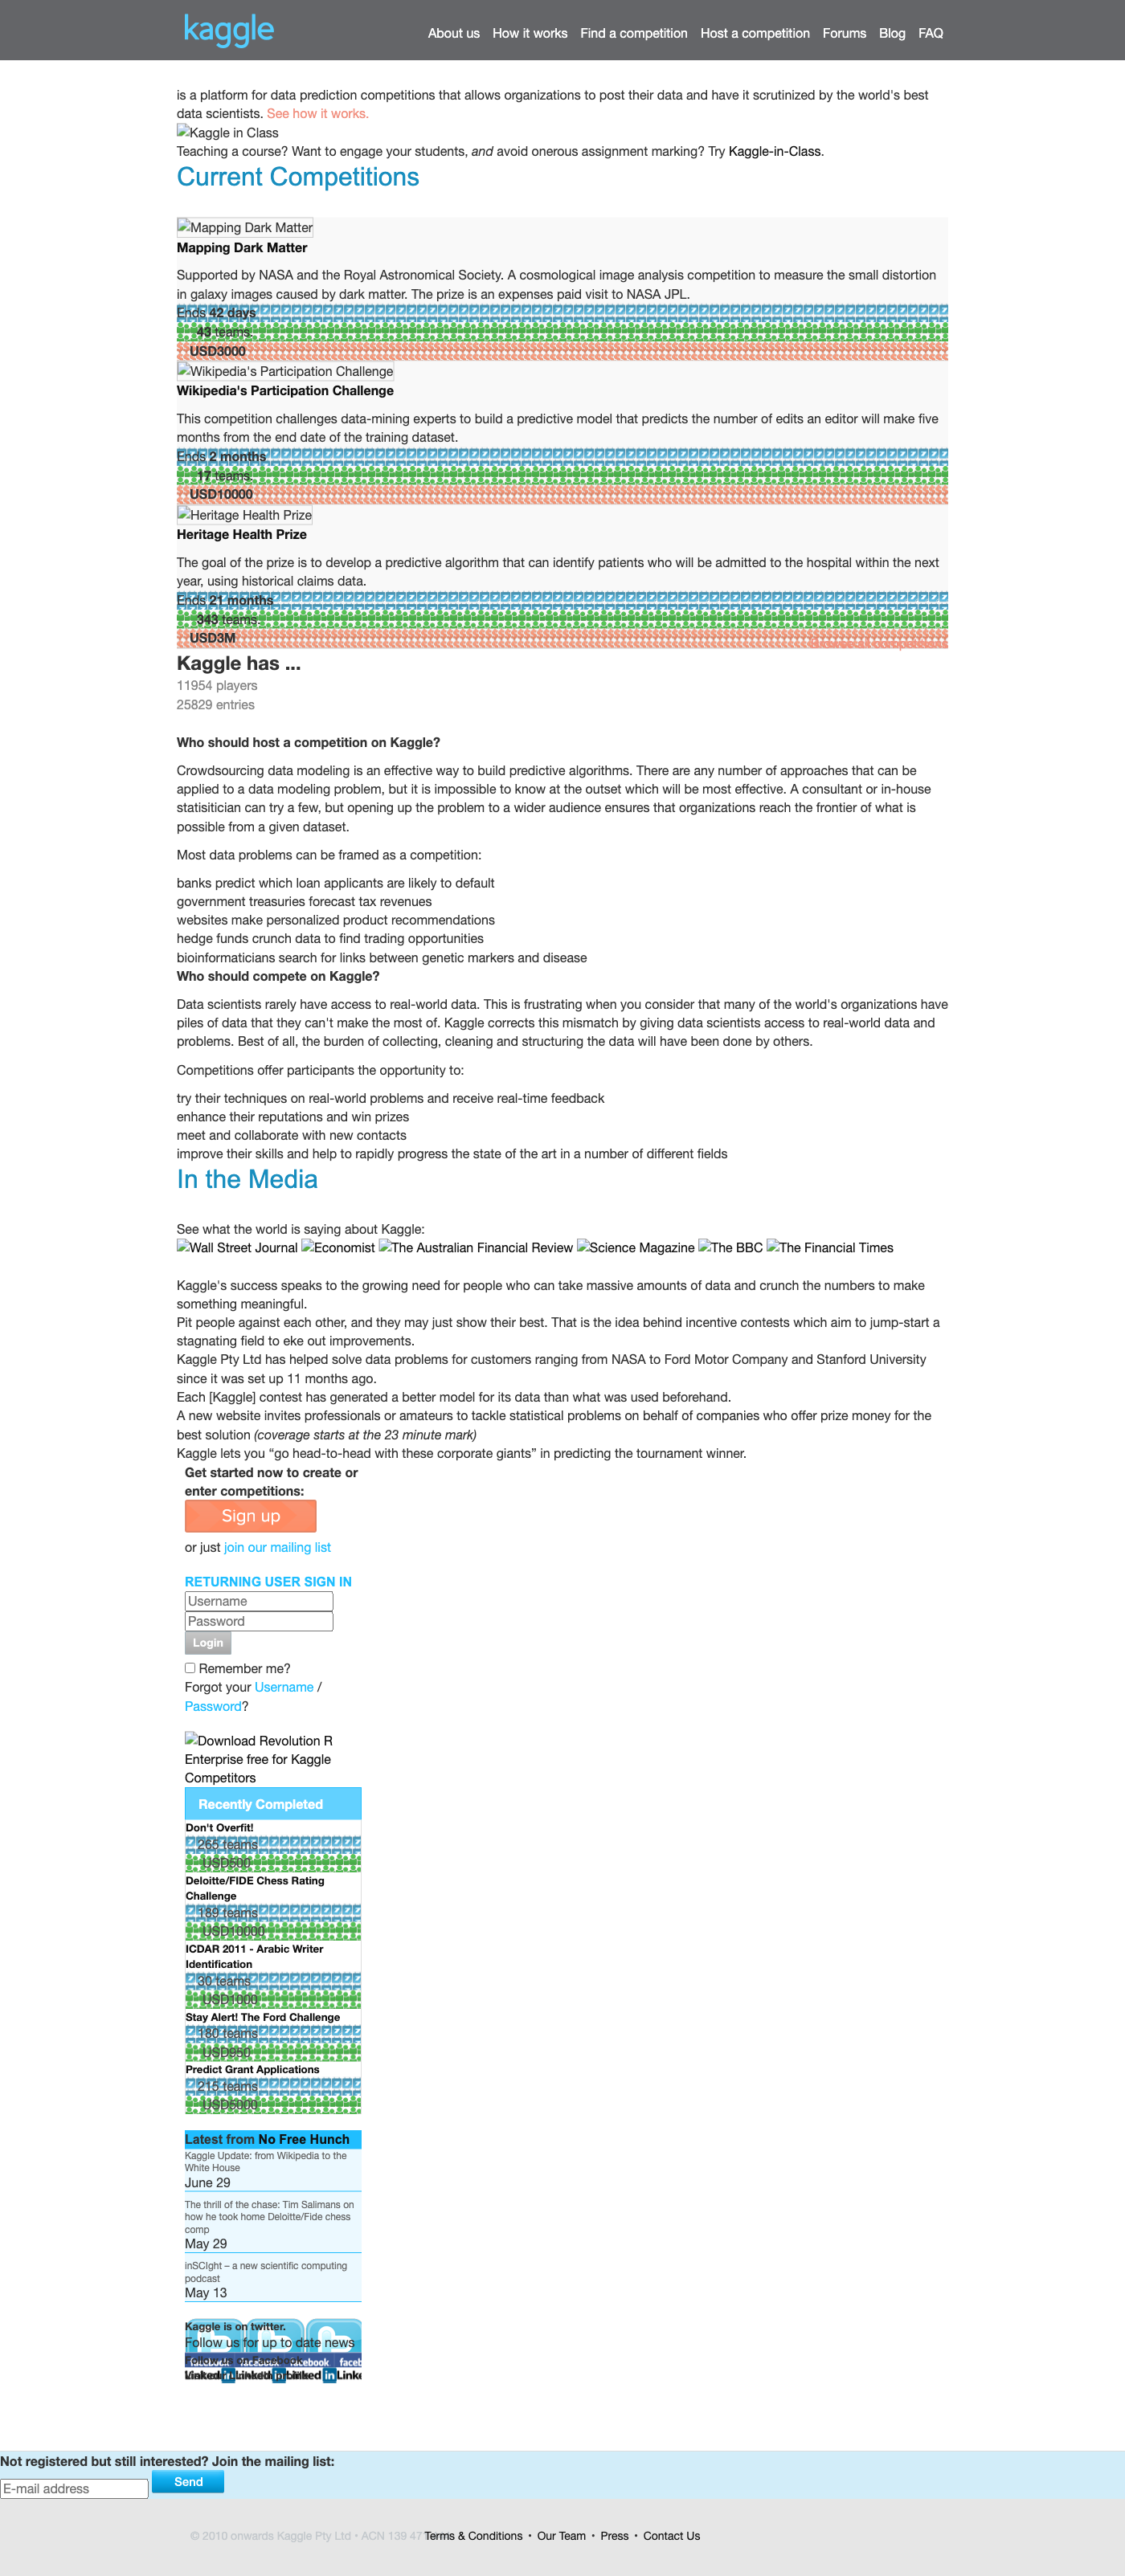 kaggle
About us How it works Find a competition Host a competition Forums Blog FAQ
is a platform for data prediction competitions that allows organizations to post their data and have it scrutinized by the world's best
data scientists. See how it works.
Kaggle in Class
Teaching a course? Want to engage your students, and avoid onerous assignment marking? Try Kaggle-in-Class.
Current Competitions
Mapping Dark Matter
Mapping Dark Matter
Supported by NASA and the Royal Astronomical Society. A cosmological image analysis competition to measure the small distortion
in galaxy images caused by dark matter. The prize is an expenses paid visit to NASA JPL.
Ends 42 days
43 teams.
USD3000
Wikipedia's Participation Challenge
Wikipedia's Participation Challenge
This competition challenges data-mining experts to build a predictive model that predicts the number of edits an editor will make five
months from the end date of the training dataset.
Ends 2 months
17 teams.
USD10000
Heritage Health Prize
Heritage Health Prize
The goal of the prize is to develop a predictive algorithm that can identify patients who will be admitted to the hospital within the next
year, using historical claims data.
Ends 21 months
343 teams.
USD3M
Kaggle has ...
11954 players
25829 entries
Who should host a competition on Kaggle?
Crowdsourcing data modeling is an effective way to build predictive algorithms. There are any number of approaches that can be
applied to a data modeling problem, but it is impossible to know at the outset which will be most effective. A consultant or in-house
statisitician can try a few, but opening up the problem to a wider audience ensures that organizations reach the frontier of what is
possible from a given dataset.
Most data problems can be framed as a competition:
banks predict which loan applicants are likely to default
government treasuries forecast tax revenues
websites make personalized product recommendations
hedge funds crunch data to find trading opportunities
bioinformaticians search for links between genetic markers and disease
Who should compete on Kaggle?
Data scientists rarely have access to real-world data. This is frustrating when you consider that many of the world's organizations have
piles of data that they can't make the most of. Kaggle corrects this mismatch by giving data scientists access to real-world data and
problems. Best of all, the burden of collecting, cleaning and structuring the data will have been done by others.
Competitions offer participants the opportunity to:
try their techniques on real-world problems and receive real-time feedback
enhance their reputations and win prizes
meet and collaborate with new contacts
improve their skills and help to rapidly progress the state of the art in a number of different fields
In the Media
See what the world is saying about Kaggle:
Wall Street Journal Economist The Australian Financial Review Science Magazine The BBC The Financial Times
Kaggle's success speaks to the growing need for people who can take massive amounts of data and crunch the numbers to make
something meaningful.
Pit people against each other, and they may just show their best. That is the idea behind incentive contests which aim to jump-start a
stagnating field to eke out improvements.
Kaggle Pty Ltd has helped solve data problems for customers ranging from NASA to Ford Motor Company and Stanford University
since it was set up 11 months ago.
Each [Kaggle] contest has generated a better model for its data than what was used beforehand.
A new website invites professionals or amateurs to tackle statistical problems on behalf of companies who offer prize money for the
best solution (coverage starts at the 23 minute mark)
Kaggle lets you “go head-to-head with these corporate giants” in predicting the tournament winner.
Get started now to create or
enter competitions:
Sign up
or just join our mailing list
RETURNING USER SIGN IN
Username
Password
Login
Remember me?
Forgot your Username /
Password?
Download Revolution R
Enterprise free for Kaggle
Competitors
Recently Completed
Don't Overfit!
265 teams
USD500
Deloitte/FIDE Chess Rating
Challenge
189 teams
USD10000
ICDAR 2011 - Arabic Writer
Identification
30 teams
USD1000
Stay Alert! The Ford Challenge
180 teams
USD950
Predict Grant Applications
215 teams
USD5000
Latest from No Free Hunch
Kaggle Update: from Wikipedia to the
White House
June 29
The thrill of the chase: Tim Salimans on
how he took home Deloitte/Fide chess
comp
May 29
inSCIght – a new scientific computing
podcast
May 13
Kaggle is on twitter.
Follow us for up to date news
Follow us on Facebook
Not registered but still interested? Join the mailing list:
E-mail address Send
© 2010 onwards Kaggle Pty Ltd • ACN 139 47 Terms & Conditions • Our Team • Press • Contact Us